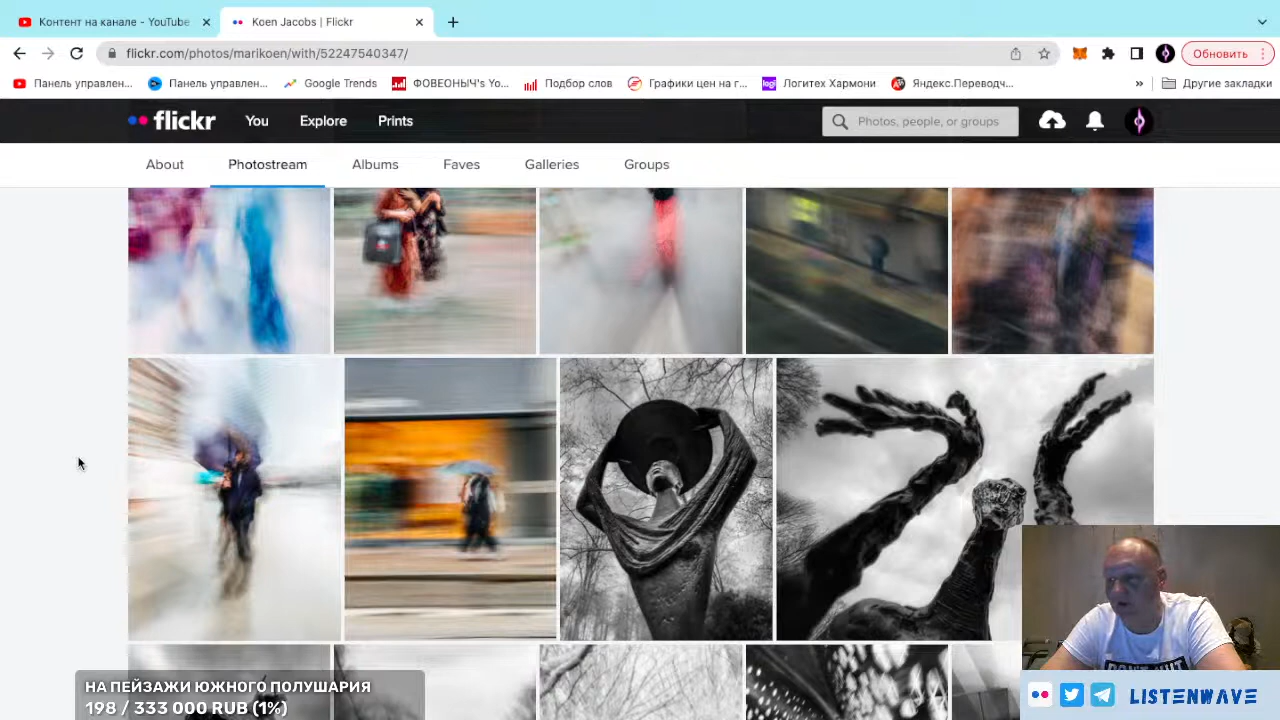 Контент на канале - YouTube
Koen Jacobs | Flickr
flickr.com/photos/marikoen/with/52247540347/
Обновить
Панель управлен...
Панель управлен...
Google Trends
ФОВЕОНЫЧ's Yo...
Подбор слов
Графики цен на г...
Логитех Хармони
Яндекс.Переводч...
»
Другие закладки
flickr
You
Explore
Prints
Photos, people, or groups
About
Photostream
Albums
Faves
Galleries
Groups
НА ПЕЙЗАЖИ ЮЖНОГО ПОЛУШАРИЯ
198 / 333 000 RUB (1%)
LISTENWAVE